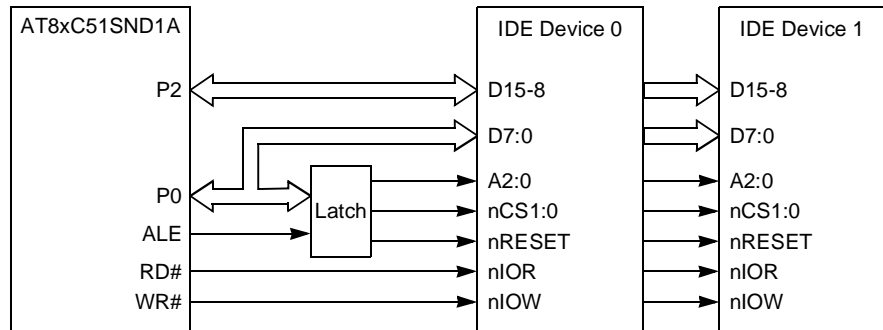 AT8xC51SND1A
IDE Device 0
IDE Device 1
P2
D15-8
D15-8
D7:0
D7:0
P0
Latch
A2:0
A2:0
nCS1:0
nCS1:0
ALE
nRESET
nRESET
RD#
nIOR
nIOR
WR#
nIOW
nIOW